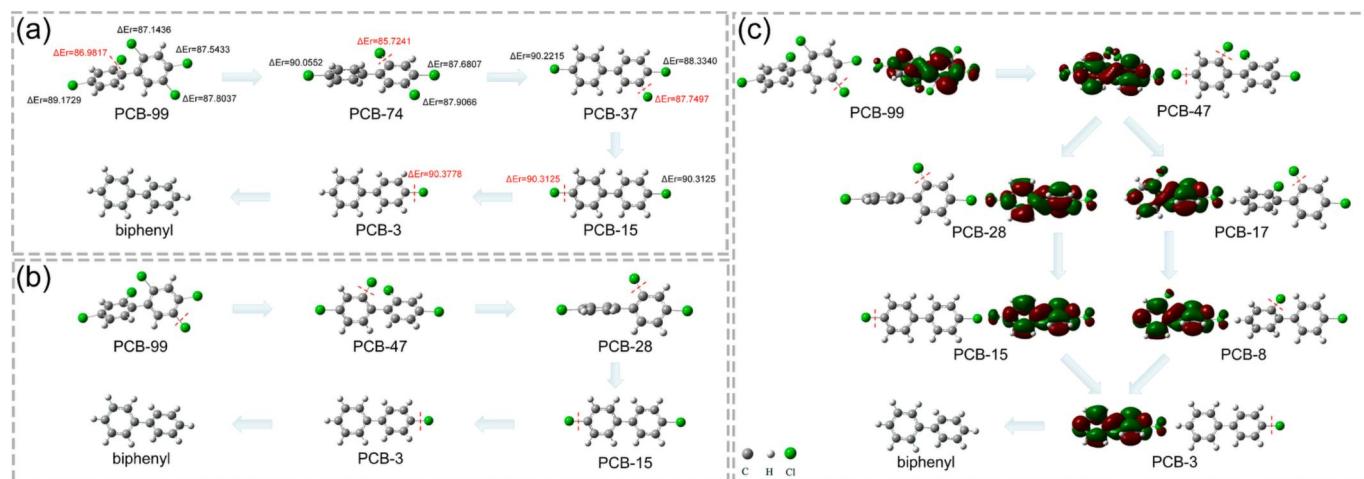 (a)
ΔEr=87.1436
ΔEr=86.9817
ΔEr=87.5433
ΔEr=89.1729
ΔEr=87.8037
PCB-99
ΔEr=85.7241
ΔEr=90.0552
ΔEr=87.6807
ΔEr=87.9066
PCB-74
ΔEr=90.2215
ΔEr=88.3340
ΔEr=87.7497
PCB-37
biphenyl
ΔEr=90.3778
PCB-3
ΔEr=90.3125
ΔEr=90.3125
PCB-15
(b)
PCB-99
PCB-47
PCB-28
biphenyl
PCB-3
PCB-15
(c)
PCB-99
PCB-47
PCB-28
PCB-17
PCB-15
PCB-8
biphenyl
PCB-3
C H Cl